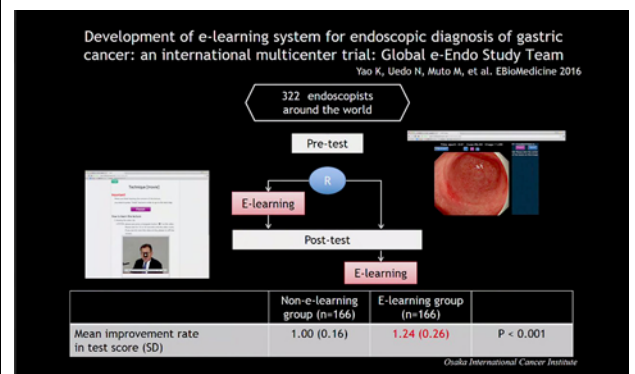 Development of e-learning system for endoscopic diagnosis of gastric
cancer: an international multicenter trial: Global e-Endo Study Team
Yao K, Uedo N, Muto M, et al. EBioMedicine 2016
322 endoscopists
around the world
Pre-test
R
E-learning
Post-test
E-learning
Technique [movie]
Non-e-learning
group (n=166)
E-learning group
(n=166)
Mean improvement rate
in test score (SD)
1.00 (0.16)
1.24 (0.26)
P < 0.001
Osaka International Cancer Institute